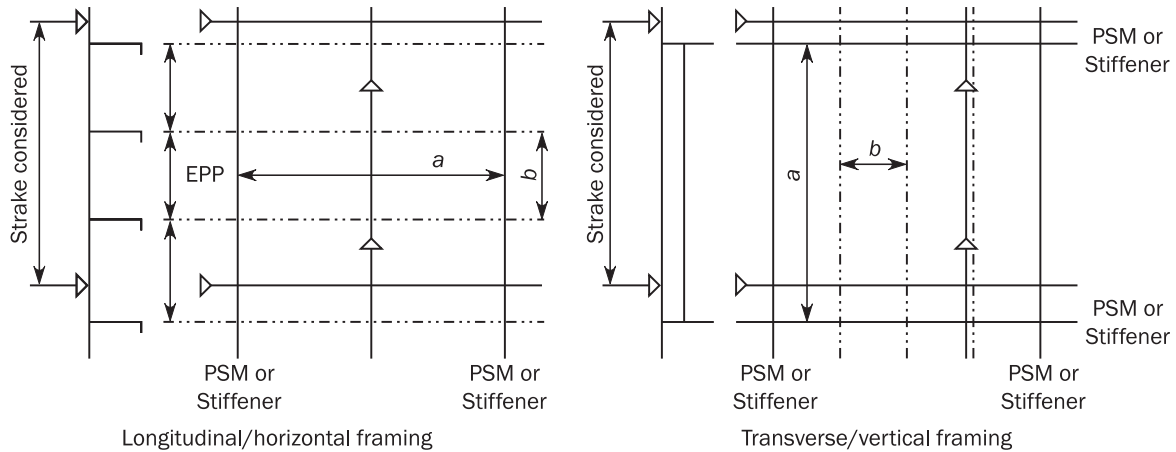 Strake considered
EPP
a
b
PSM or
Stiffener
PSM or
Stiffener
Longitudinal/horizontal framing
Strake considered
a
b
PSM or
Stiffener
PSM or
Stiffener
PSM or
Stiffener
PSM or
Stiffener
Transverse/vertical framing